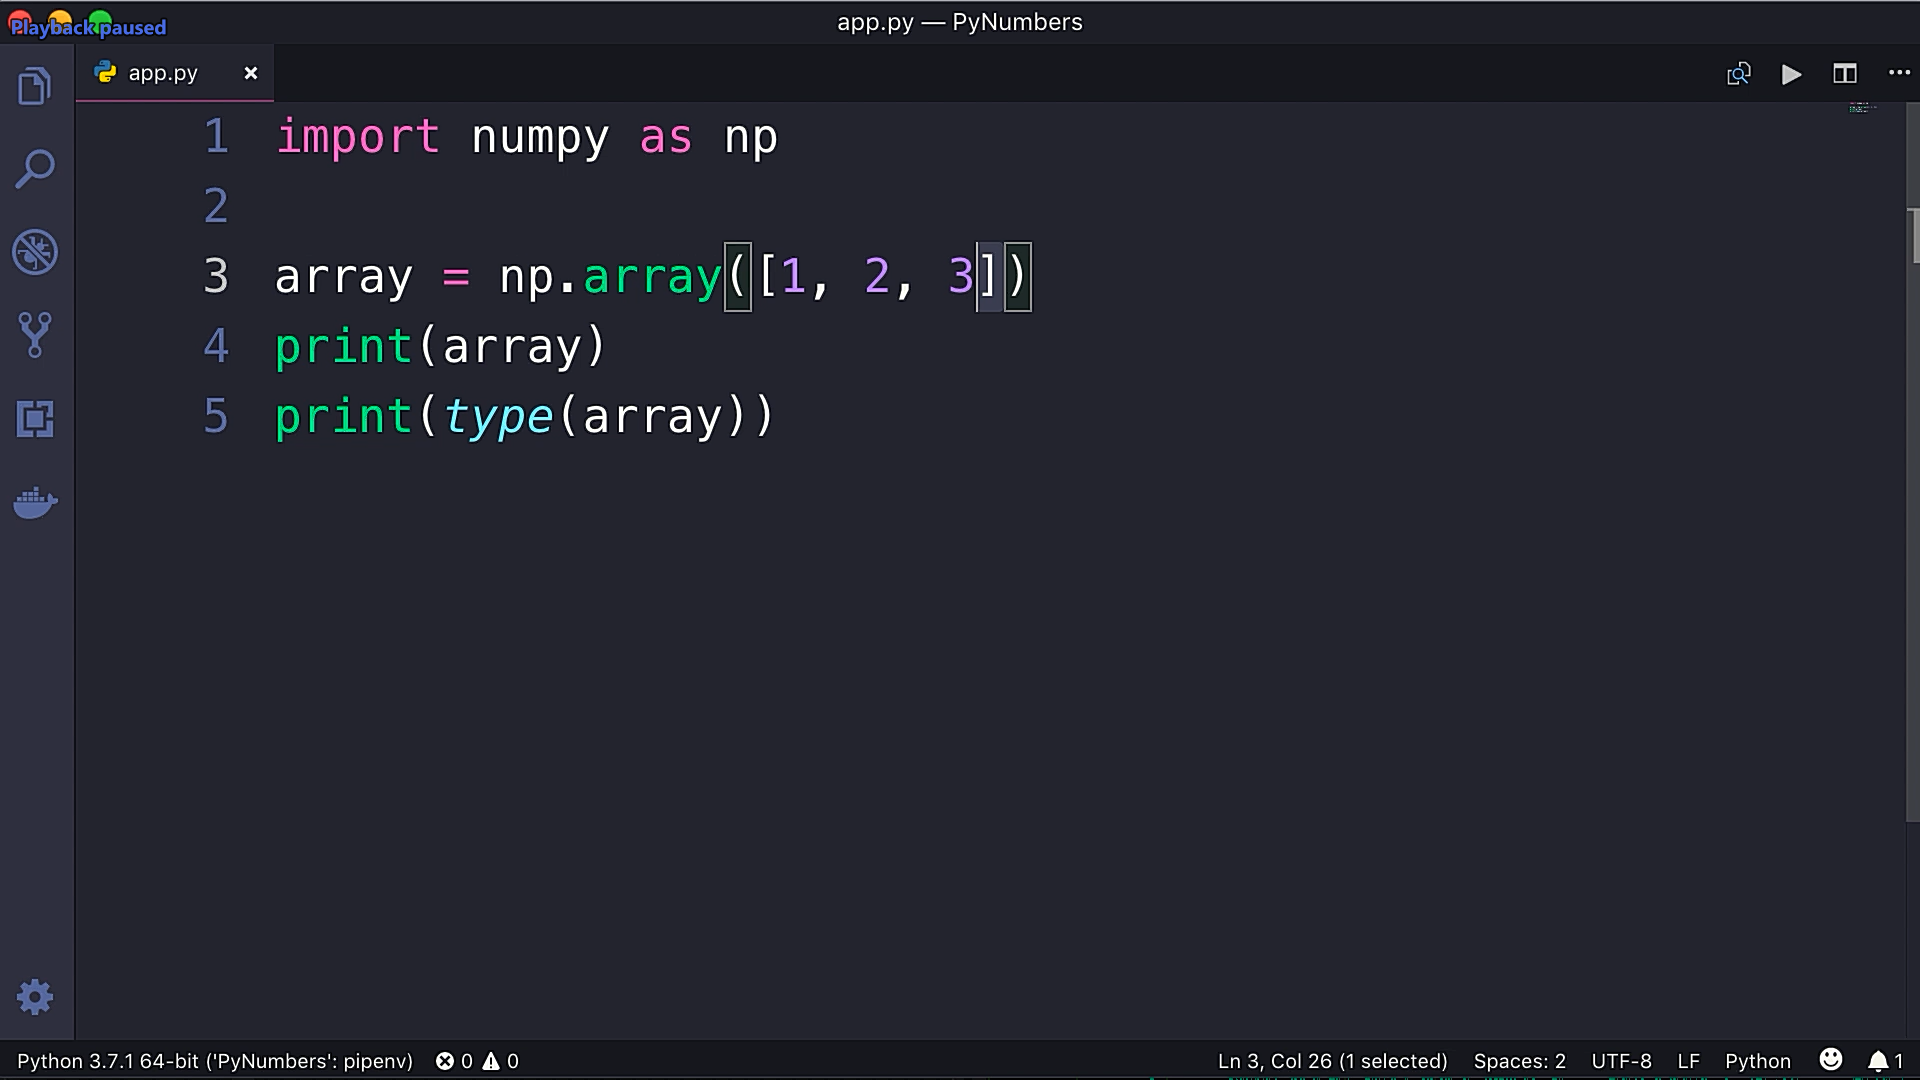 Playback paused
app.py — PyNumbers
app.py
1 import numpy as np
2
3 array = np.array([1, 2, 3])
4 print(array)
5 print(type(array))
Python 3.7.1 64-bit ('PyNumbers': pipenv) 0 0 Ln 3, Col 26 (1 selected) Spaces: 2 UTF-8 LF Python 1